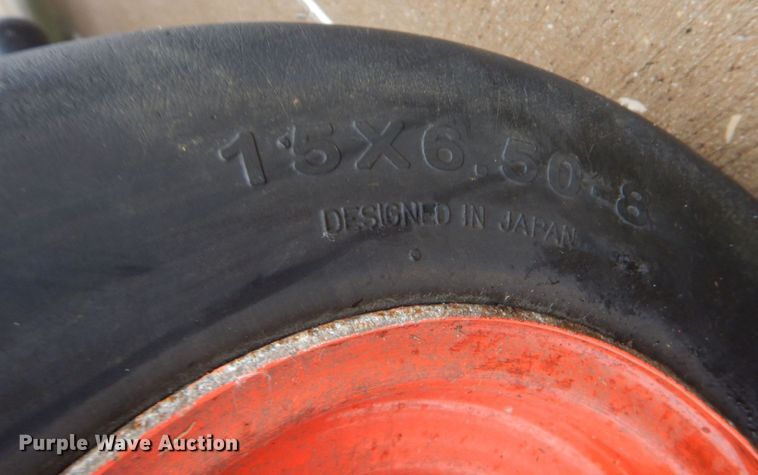 15X6.50-8
DESIGNED IN JAPAN
Purple Wave Auction